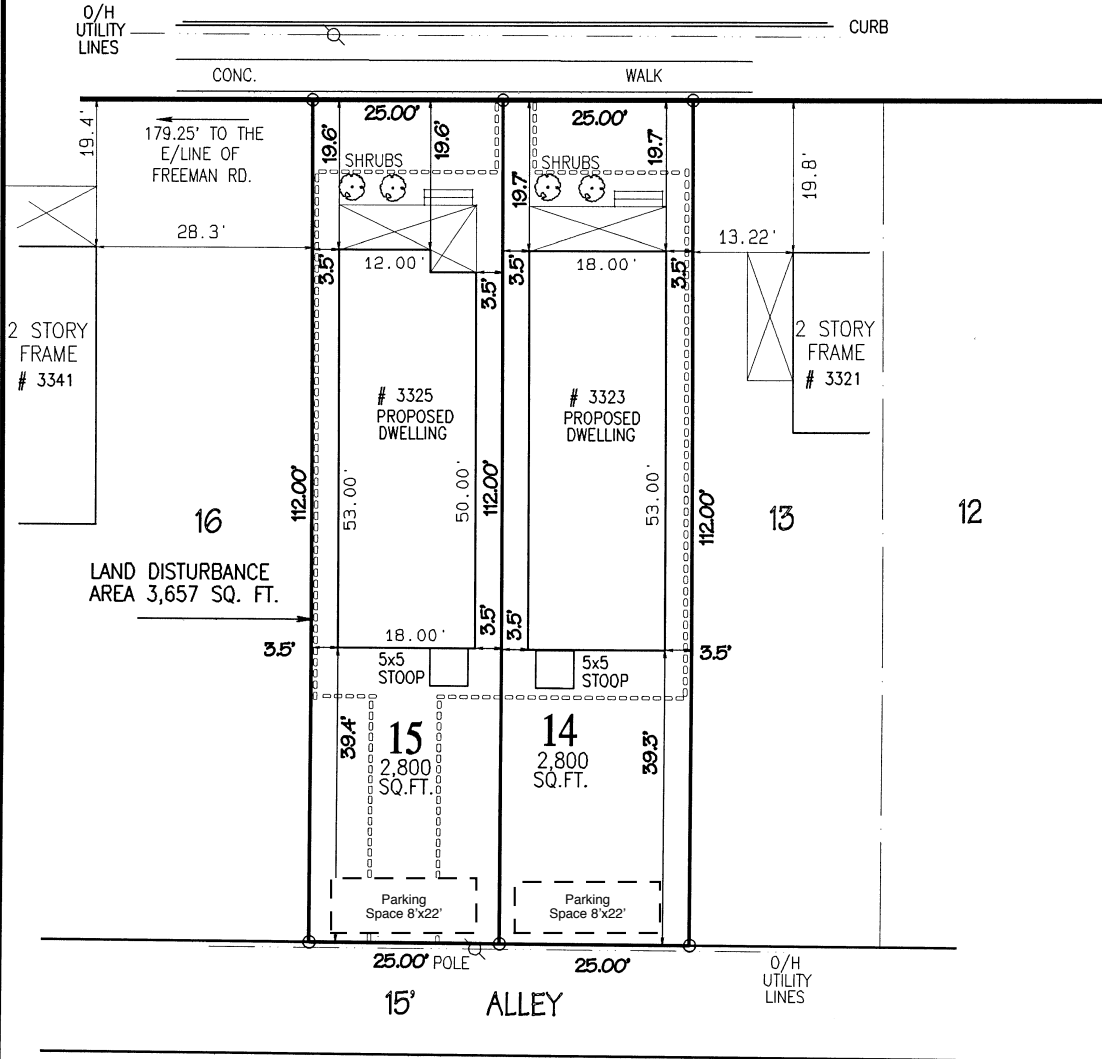 O/H
UTILITY
LINES
CURB
CONC.
WALK
19.4'
179.25' TO THE
E/LINE OF
FREEMAN RD.
25.00'
25.00'
19.6'
19.6'
19.7'
19.7'
19.8'
SHRUBS
SHRUBS
28.3'
13.22'
3.5'
12.00'
3.5'
3.5'
18.00'
3.5'
2 STORY
FRAME
# 3341
# 3325
PROPOSED
DWELLING
# 3323
PROPOSED
DWELLING
2 STORY
FRAME
# 3321
112.00'
53.00'
50.00'
112.00'
53.00'
112.00'
16
13
12
LAND DISTURBANCE
AREA 3,657 SQ. FT.
3.5'
18.00'
3.5'
3.5'
3.5'
5x5
STOOP
5x5
STOOP
39.4'
15
2,800
SQ.FT.
14
2,800
SQ.FT.
39.3'
Parking
Space 8'x22'
Parking
Space 8'x22'
25.00'
POLE
25.00'
O/H
UTILITY
LINES
15' ALLEY